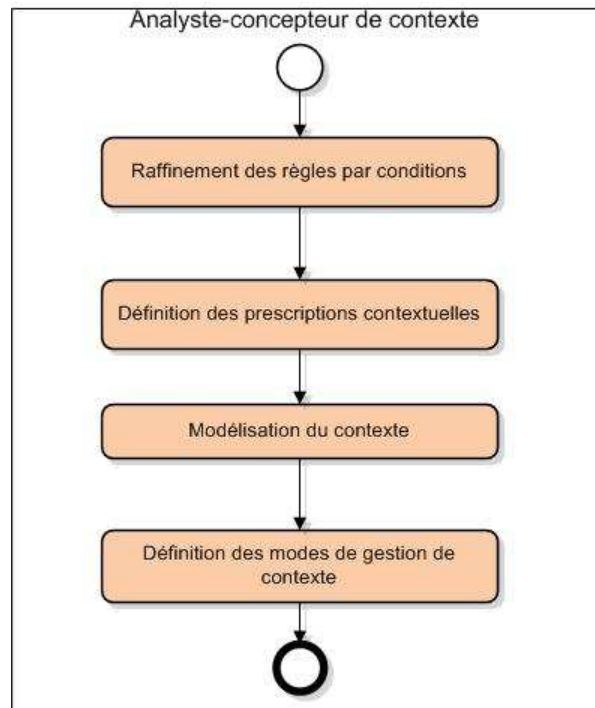 Analyste-concepteur de contexte
Raffinement des règles par conditions
Définition des prescriptions contextuelles
Modélisation du contexte
Définition des modes de gestion de
contexte